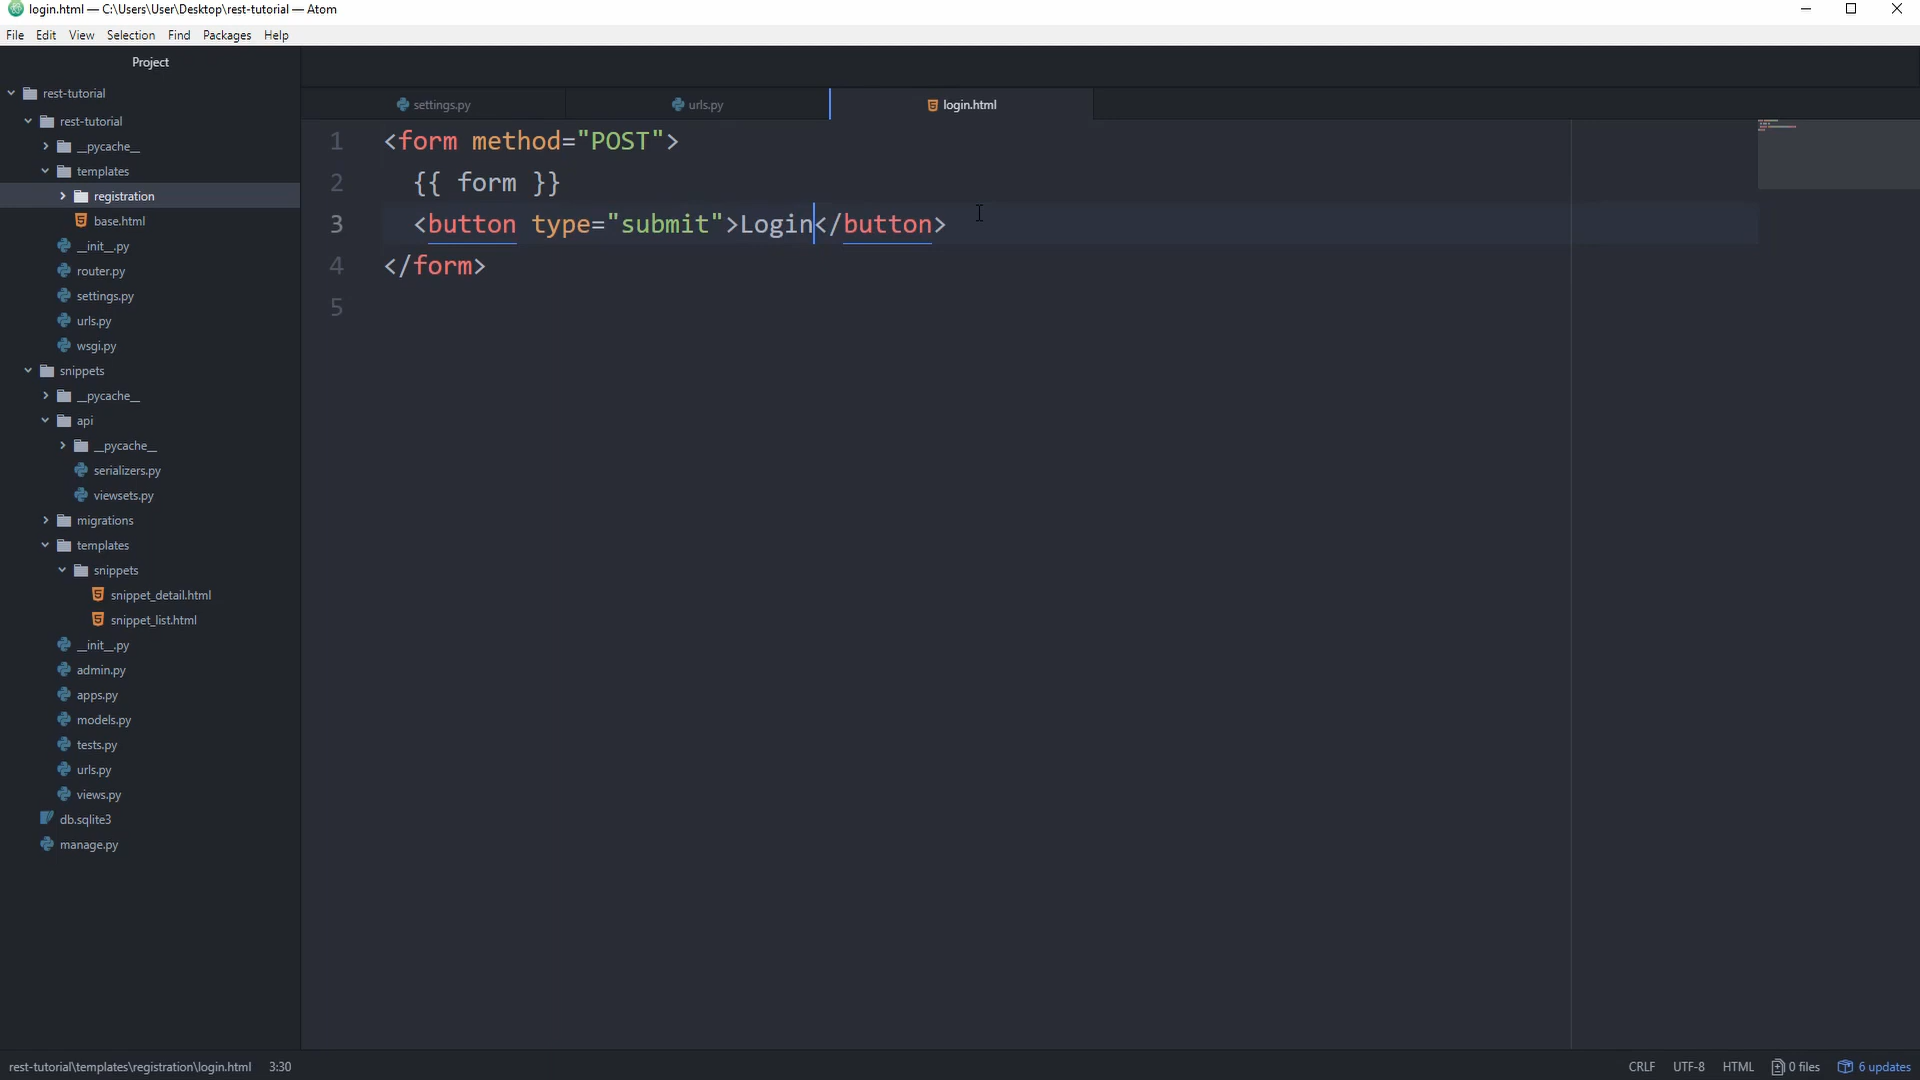 login.html — C:\Users\User\Desktop\rest-tutorial — Atom
File Edit View Selection Find Packages Help
Project
rest-tutorial
rest-tutorial
__pycache__
templates
registration
base.html
__init__.py
router.py
settings.py
urls.py
wsgi.py
snippets
__pycache__
api
__pycache__
serializers.py
viewsets.py
migrations
templates
snippets
snippet_detail.html
snippet_list.html
__init__.py
admin.py
apps.py
models.py
tests.py
urls.py
views.py
db.sqlite3
manage.py
settings.py urls.py login.html
1 <form method="POST">
2 {{ form }}
3 <button type="submit">Login</button>
4 </form>
5
rest-tutorial\templates\registration\login.html 3:30 CRLF UTF-8 HTML 0 files 6 updates